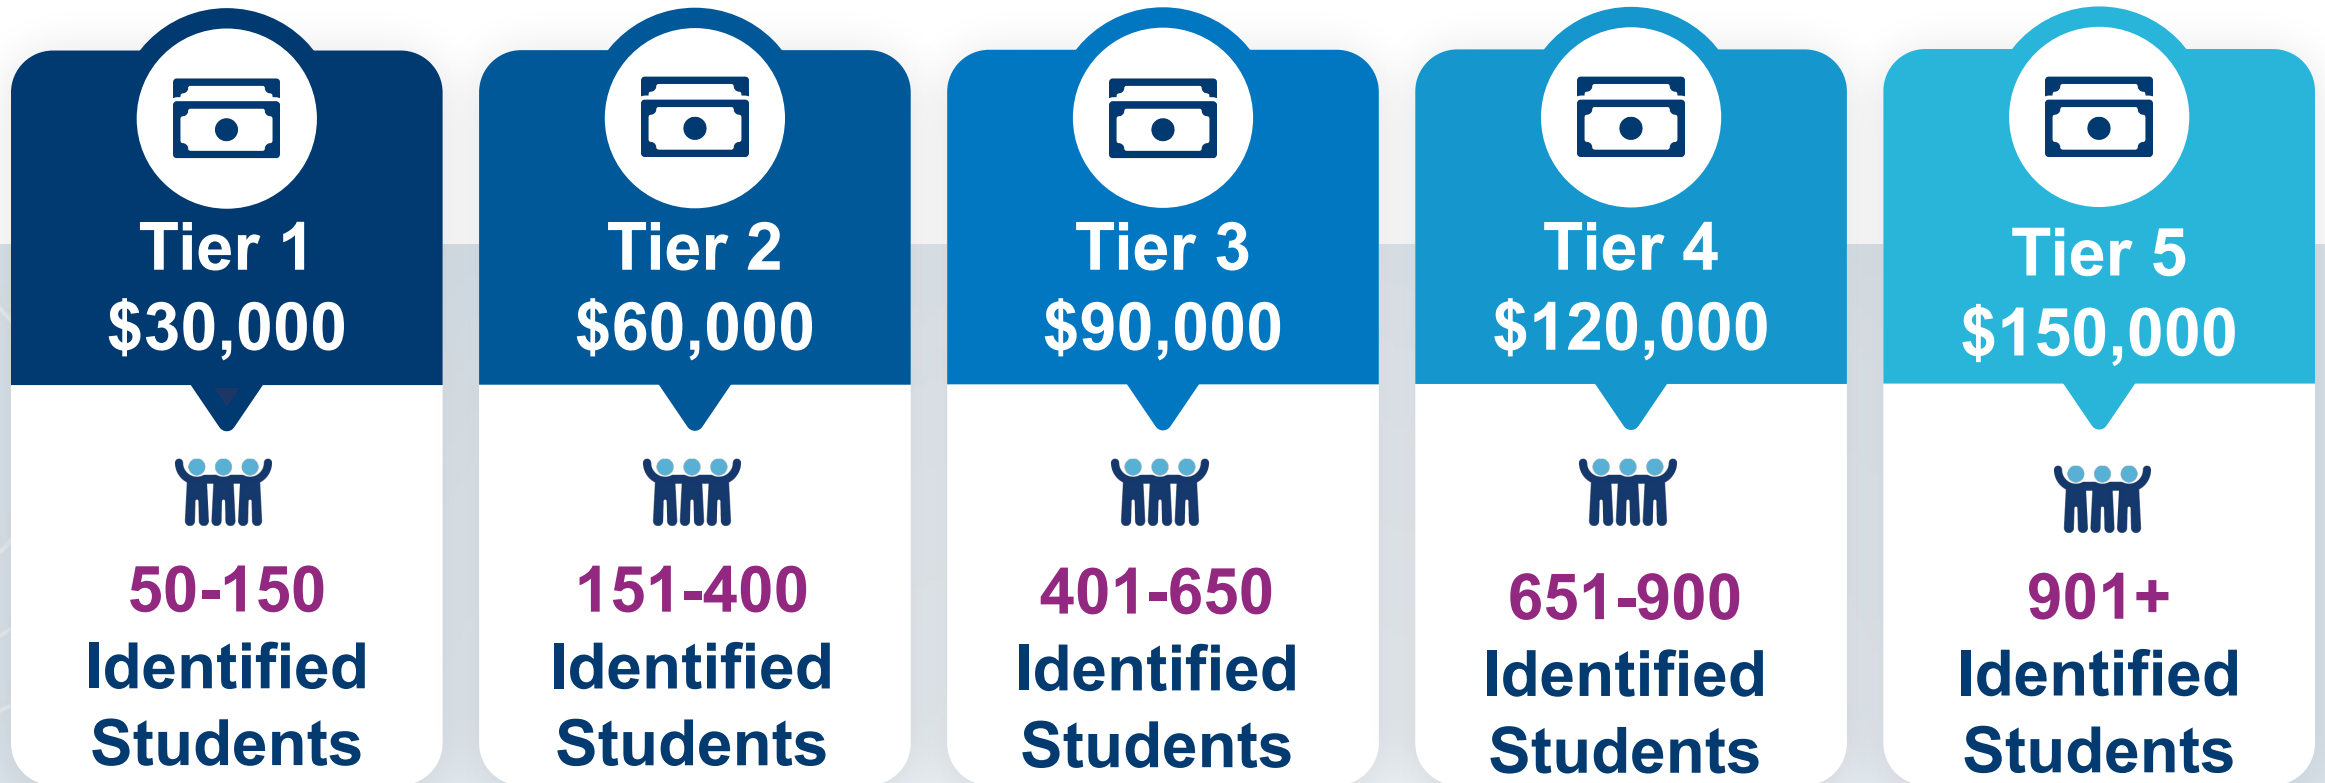 Tier 1
$30,000
50-150
Identified
Students
Tier 2
$60,000
151-400
Identified
Students
Tier 3
$90,000
401-650
Identified
Students
Tier 4
$120,000
651-900
Identified
Students
Tier 5
$150,000
901+
Identified
Students